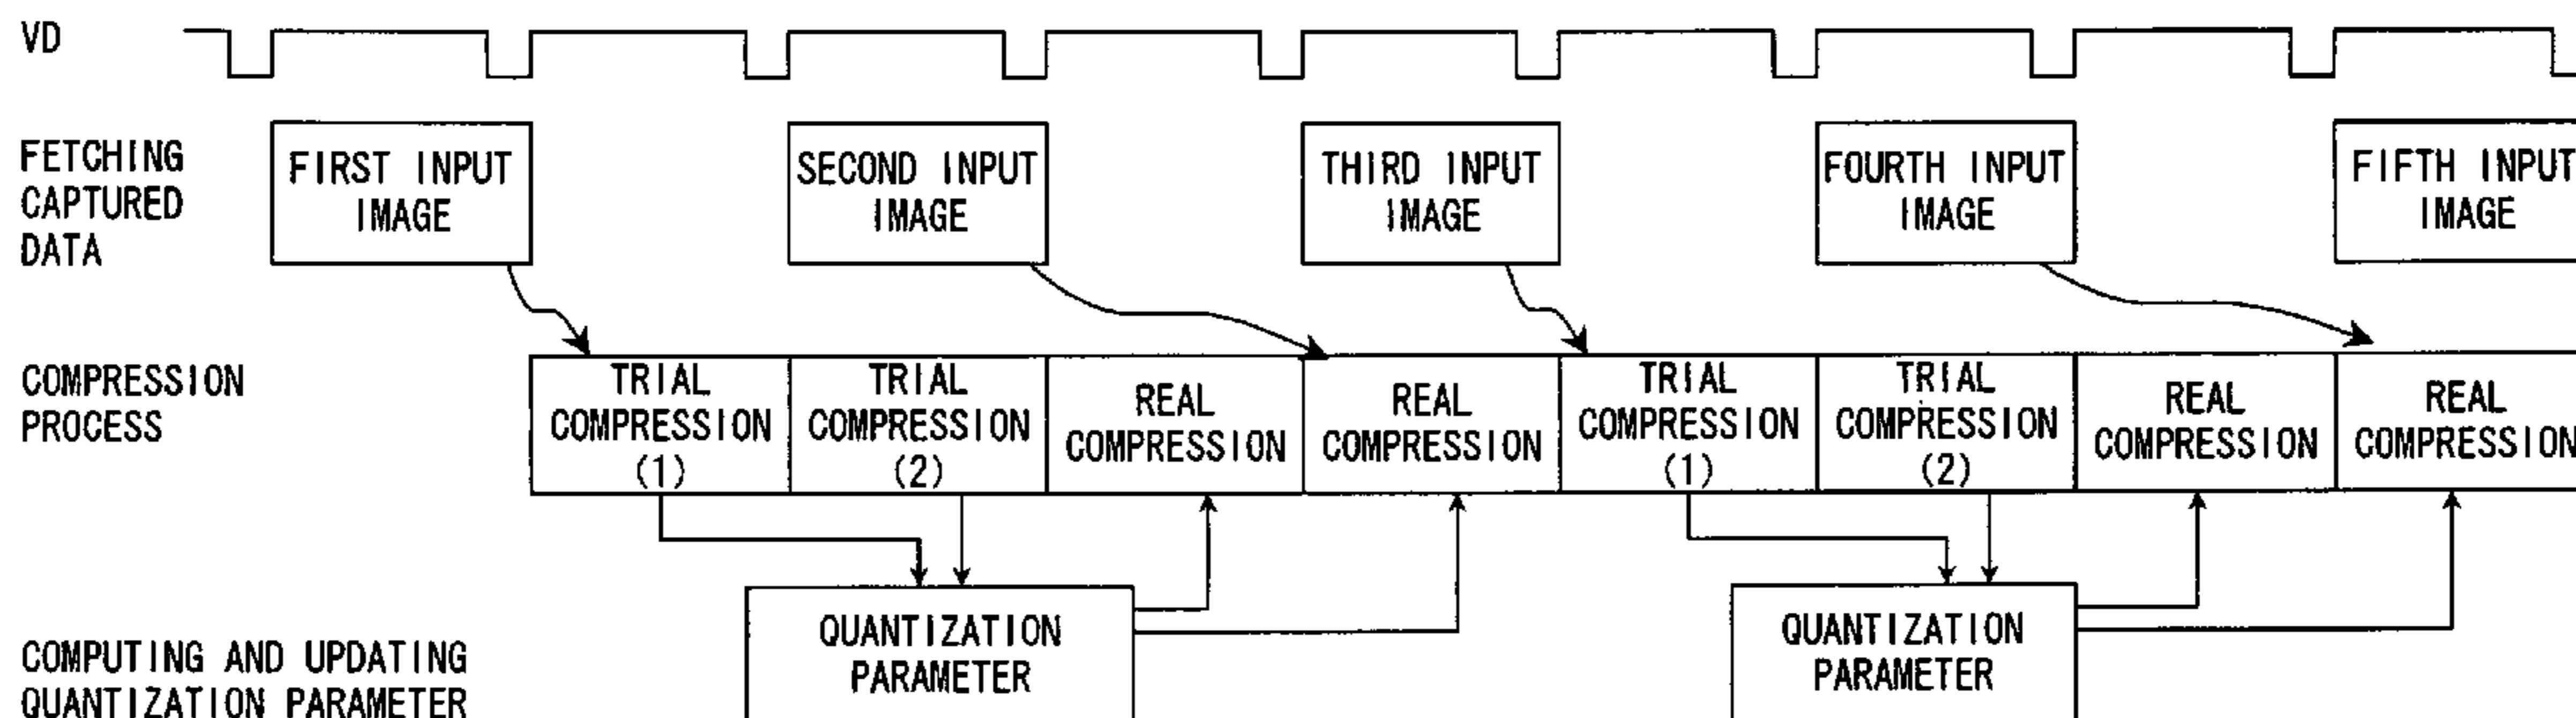 VD
FETCHING
CAPTURED
DATA
FIRST INPUT
IMAGE
SECOND INPUT
IMAGE
THIRD INPUT
IMAGE
FOURTH INPUT
IMAGE
FIFTH INPUT
IMAGE
COMPRESSION
PROCESS
TRIAL
COMPRESSION
(1)
TRIAL
COMPRESSION
(2)
REAL
COMPRESSION
REAL
COMPRESSION
TRIAL
COMPRESSION
(1)
TRIAL
COMPRESSION
(2)
REAL
COMPRESSION
REAL
COMPRESSION
COMPUTING AND UPDATING
QUANTIZATION PARAMETER
QUANTIZATION
PARAMETER
QUANTIZATION
PARAMETER